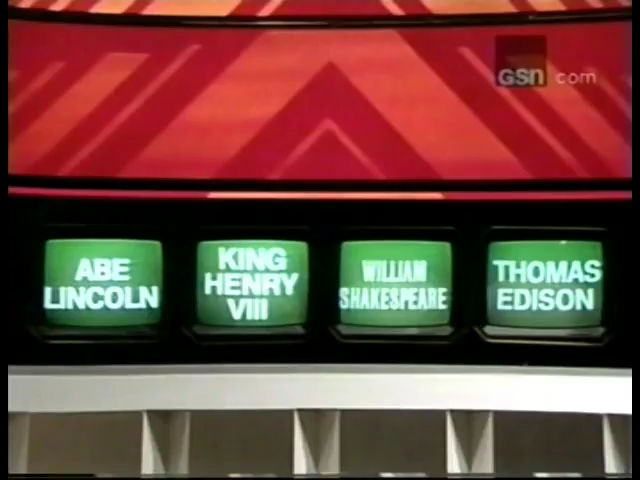 GSN.com
ABE
LINCOLN
KING
HENRY
VIII
WILLIAM
SHAKESPEARE
THOMAS
EDISON